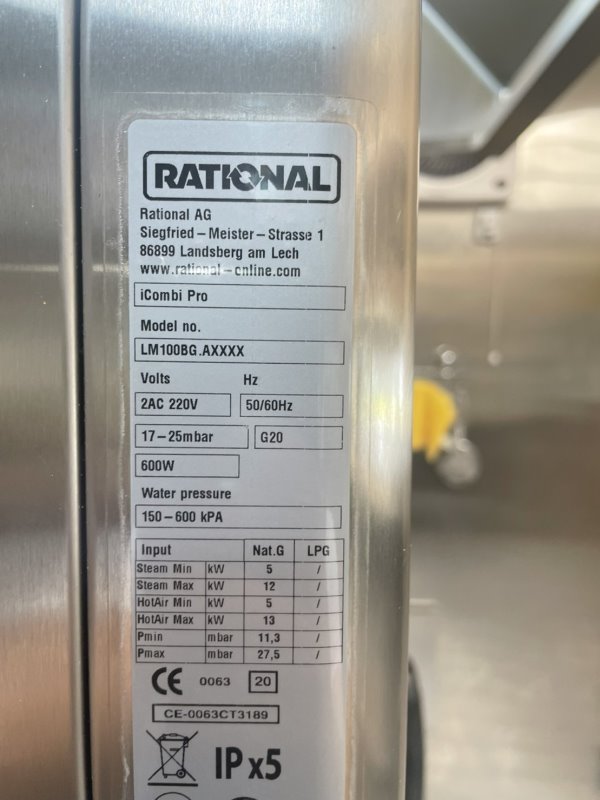 RATIONAL
Rational AG
Siegfried – Meister – Strasse 1
86899 Landsberg am Lech
www.rational-online.com
iCombi Pro
Model no.
LM100BG.AXXXX
Volts Hz
2AC 220V 50/60Hz
17–25mbar G20
600W
Water pressure
150–600 kPA
Input Nat.G LPG
Steam Min kW 5 /
Steam Max kW 12 /
HotAir Min kW 5 /
HotAir Max kW 13 /
Pmin mbar 11,3 /
Pmax mbar 27,5 /
CE 0063 20
CE-0063CT3189
IP x5